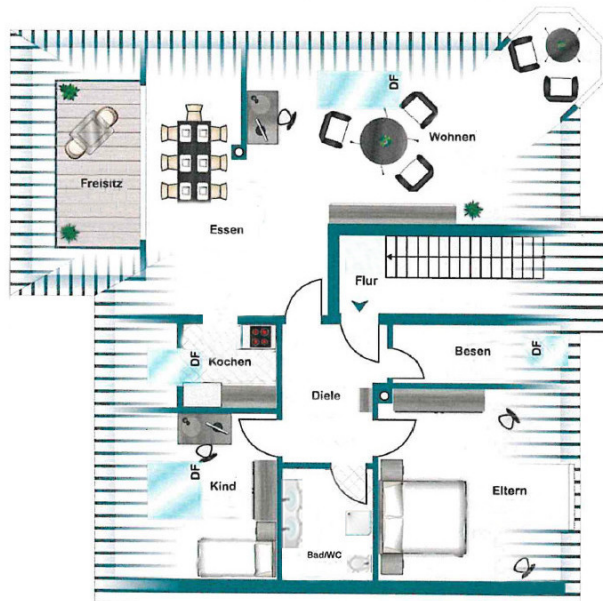 DF
Wohnen
Freisitz
Essen
Flur
DF
Kochen
Besen
DF
Diele
DF
Kind
Eltern
Bad/WC